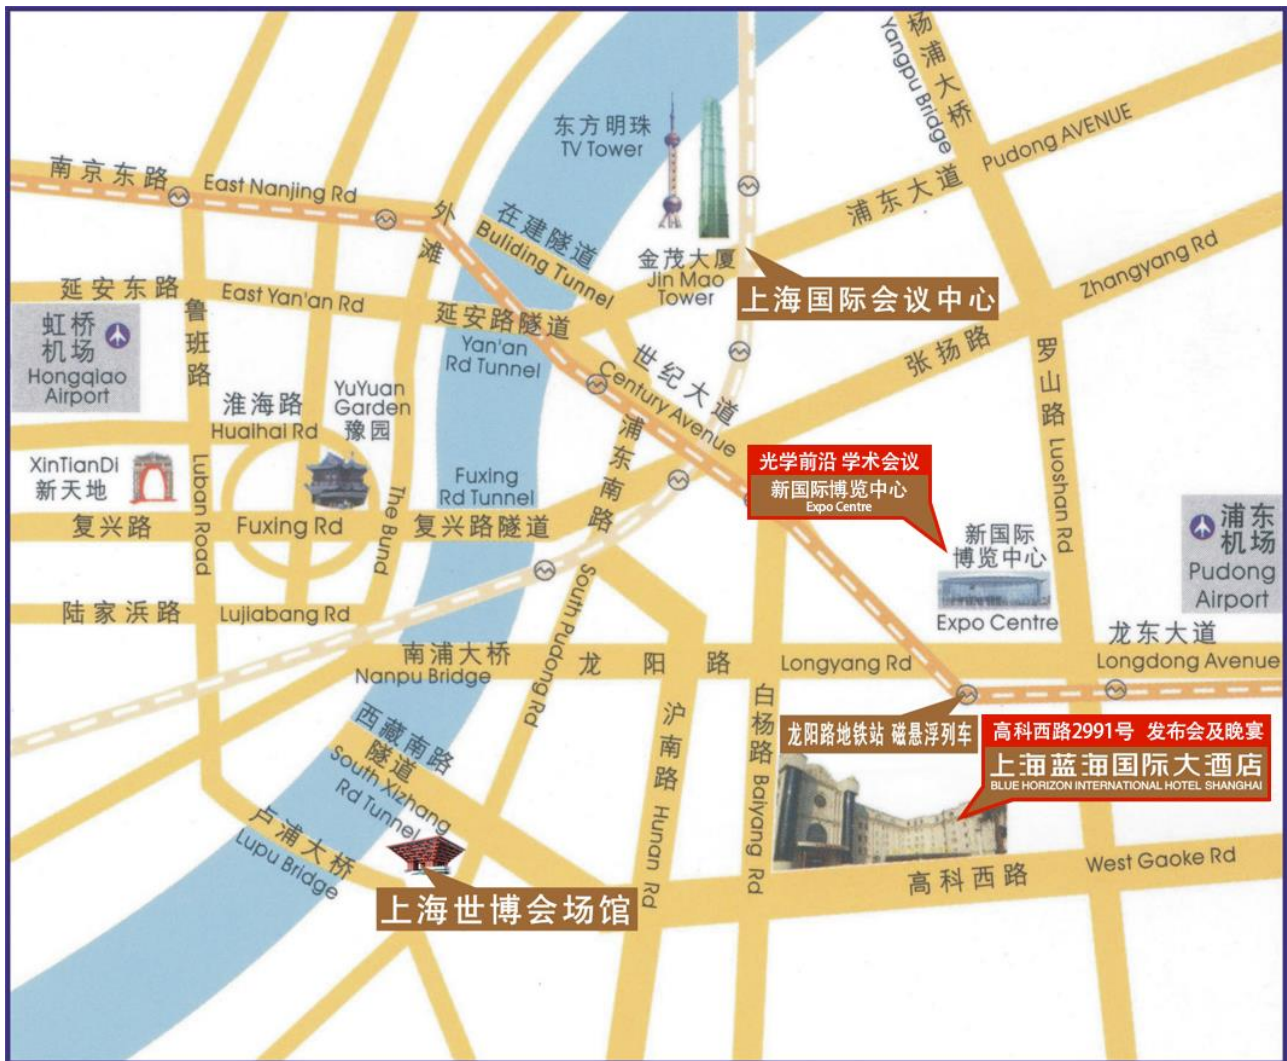 杨浦大桥
Yangpu Bridge
东方明珠
TV Tower
Pudong AVENUE
浦东大道
南京东路
East Nanjing Rd
外滩
在建隧道
Buliding Tunnel
金茂大厦
Jin Mao
Tower
上海国际会议中心
Zhangyang Rd
张扬路
延安东路
East Yan'an Rd
延安路隧道
Yan'an
Rd Tunnel
虹桥
机场
Hongqiao
Airport
鲁班路
Luban Road
世纪大道
Century Avenue
罗山路
Luoshan Rd
淮海路
Huaihai Rd
YuYuan
Garden
豫园
XinTianDi
新天地
The Bund
Fuxing
Rd Tunnel
浦东南路
South Pudong Rd
光学前沿 学术会议
新国际博览中心
Expo Centre
复兴路
Fuxing Rd
复兴路隧道
新国际
博览中心
Expo Centre
浦东
机场
Pudong
Airport
陆家浜路
Lujiabang Rd
南浦大桥
Nanpu Bridge
龙阳路
Longyang Rd
龙东大道
Longdong Avenue
西藏南路
隧道
South Xizhang
Rd Tunnel
沪南路
Hunan Rd
白杨路
Baiyang Rd
龙阳路地铁站 磁悬浮列车
高科西路2991号 发布会及晚宴
上海蓝海国际大酒店
BLUE HORIZON INTERNATIONAL HOTEL SHANGHAI
卢浦大桥
Lupu Bridge
上海世博会场馆
高科西路
West Gaoke Rd